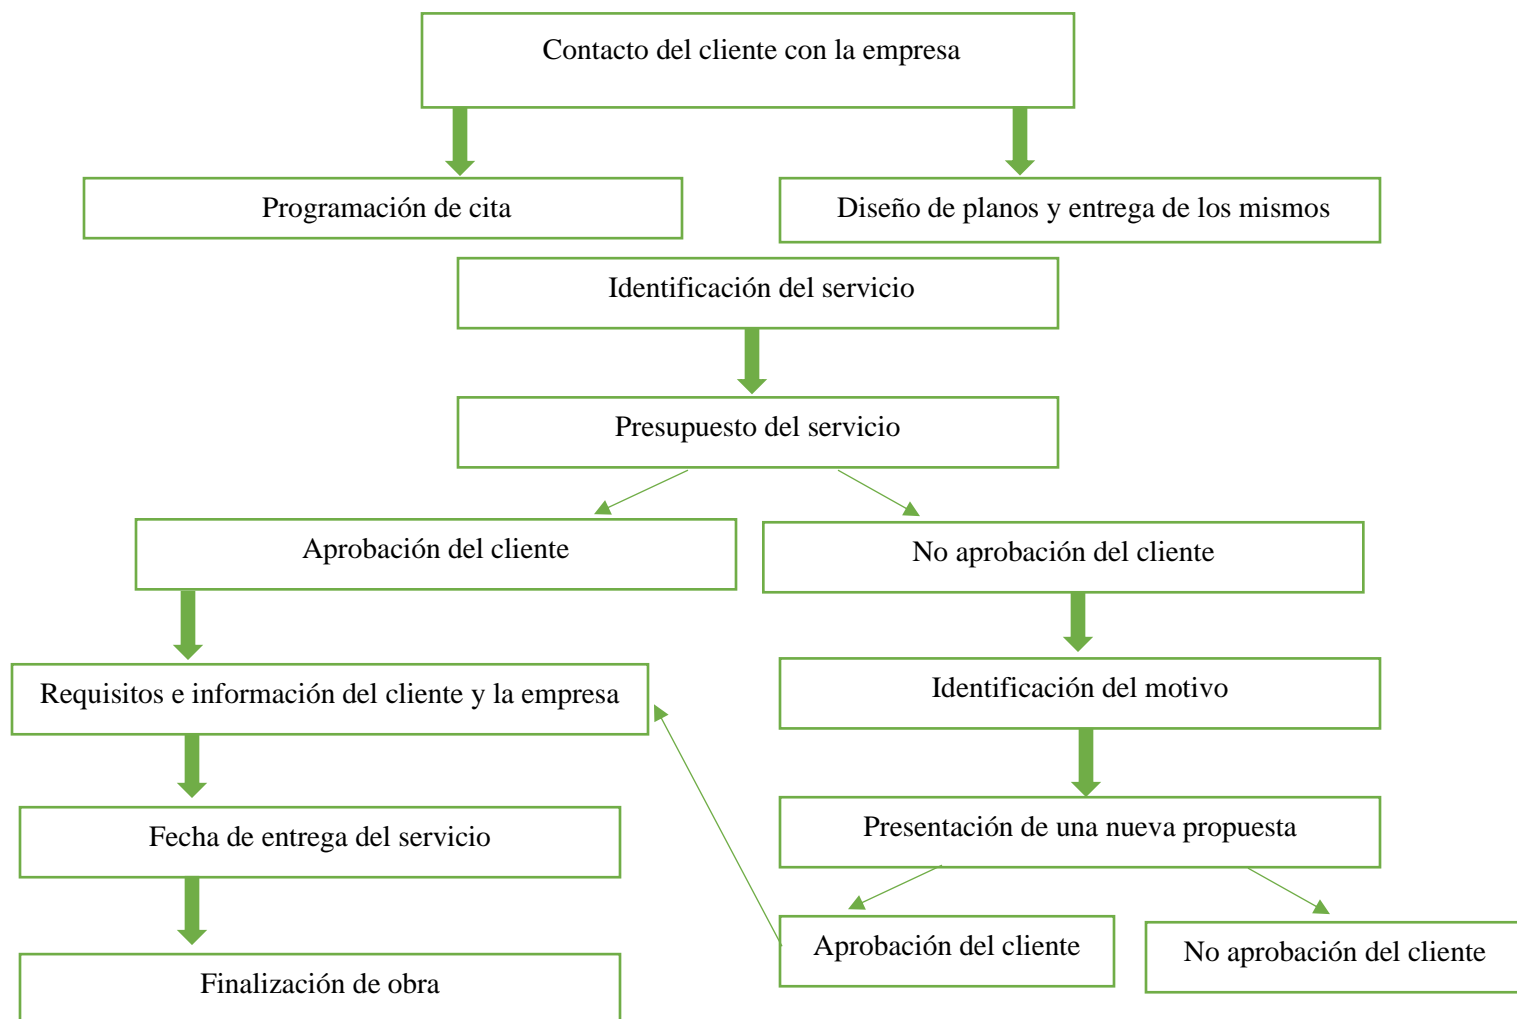 Contacto del cliente con la empresa
Programación de cita
Diseño de planos y entrega de los mismos
Identificación del servicio
Presupuesto del servicio
Aprobación del cliente
No aprobación del cliente
Requisitos e información del cliente y la empresa
Identificación del motivo
Fecha de entrega del servicio
Presentación de una nueva propuesta
Aprobación del cliente
No aprobación del cliente
Finalización de obra